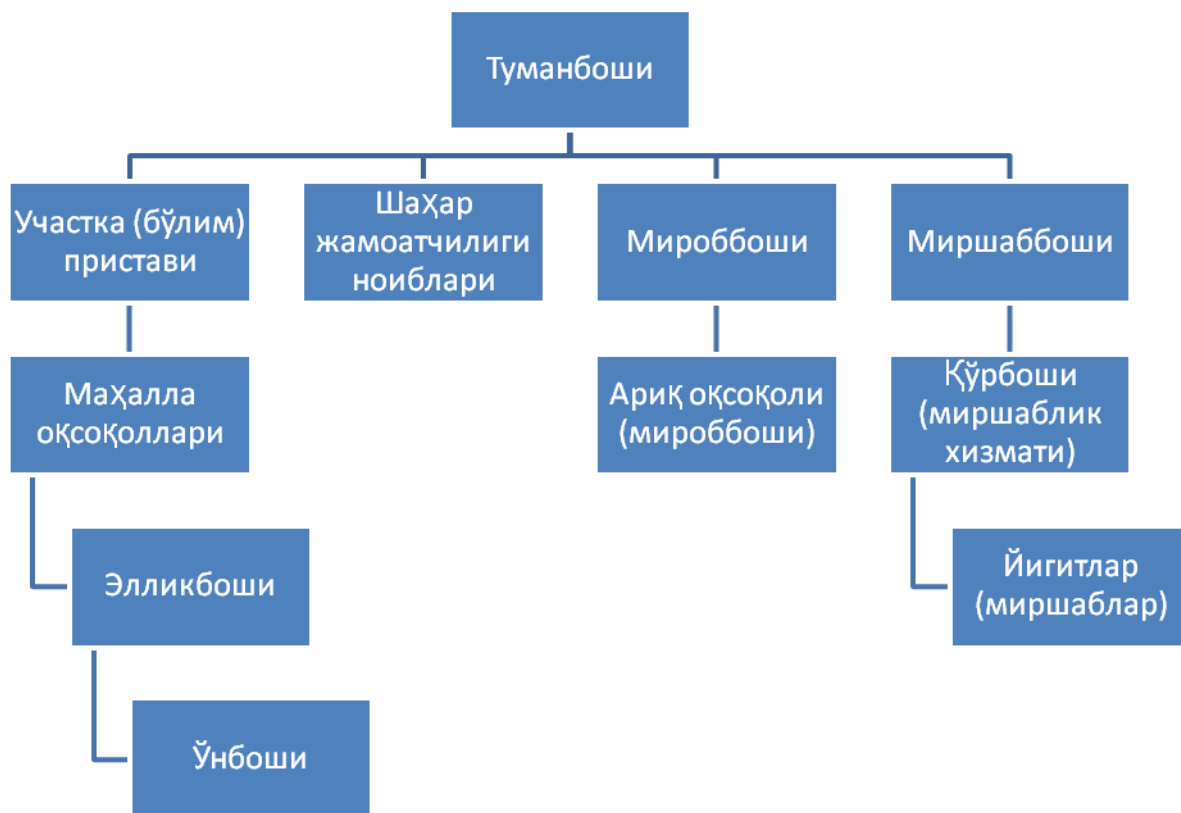 Туманбоши
Участка (бўлим)
пристави
Шаҳар
жамоатчилиги
ноиблари
Мироббоши
Миршаббоши
Маҳалла
оқсоқоллари
Ариқ оқсоқоли
(мироббоши)
Қўрбоши
(миршаблик
хизмати)
Элликбоши
Йигитлар
(миршаблар)
Ўнбоши